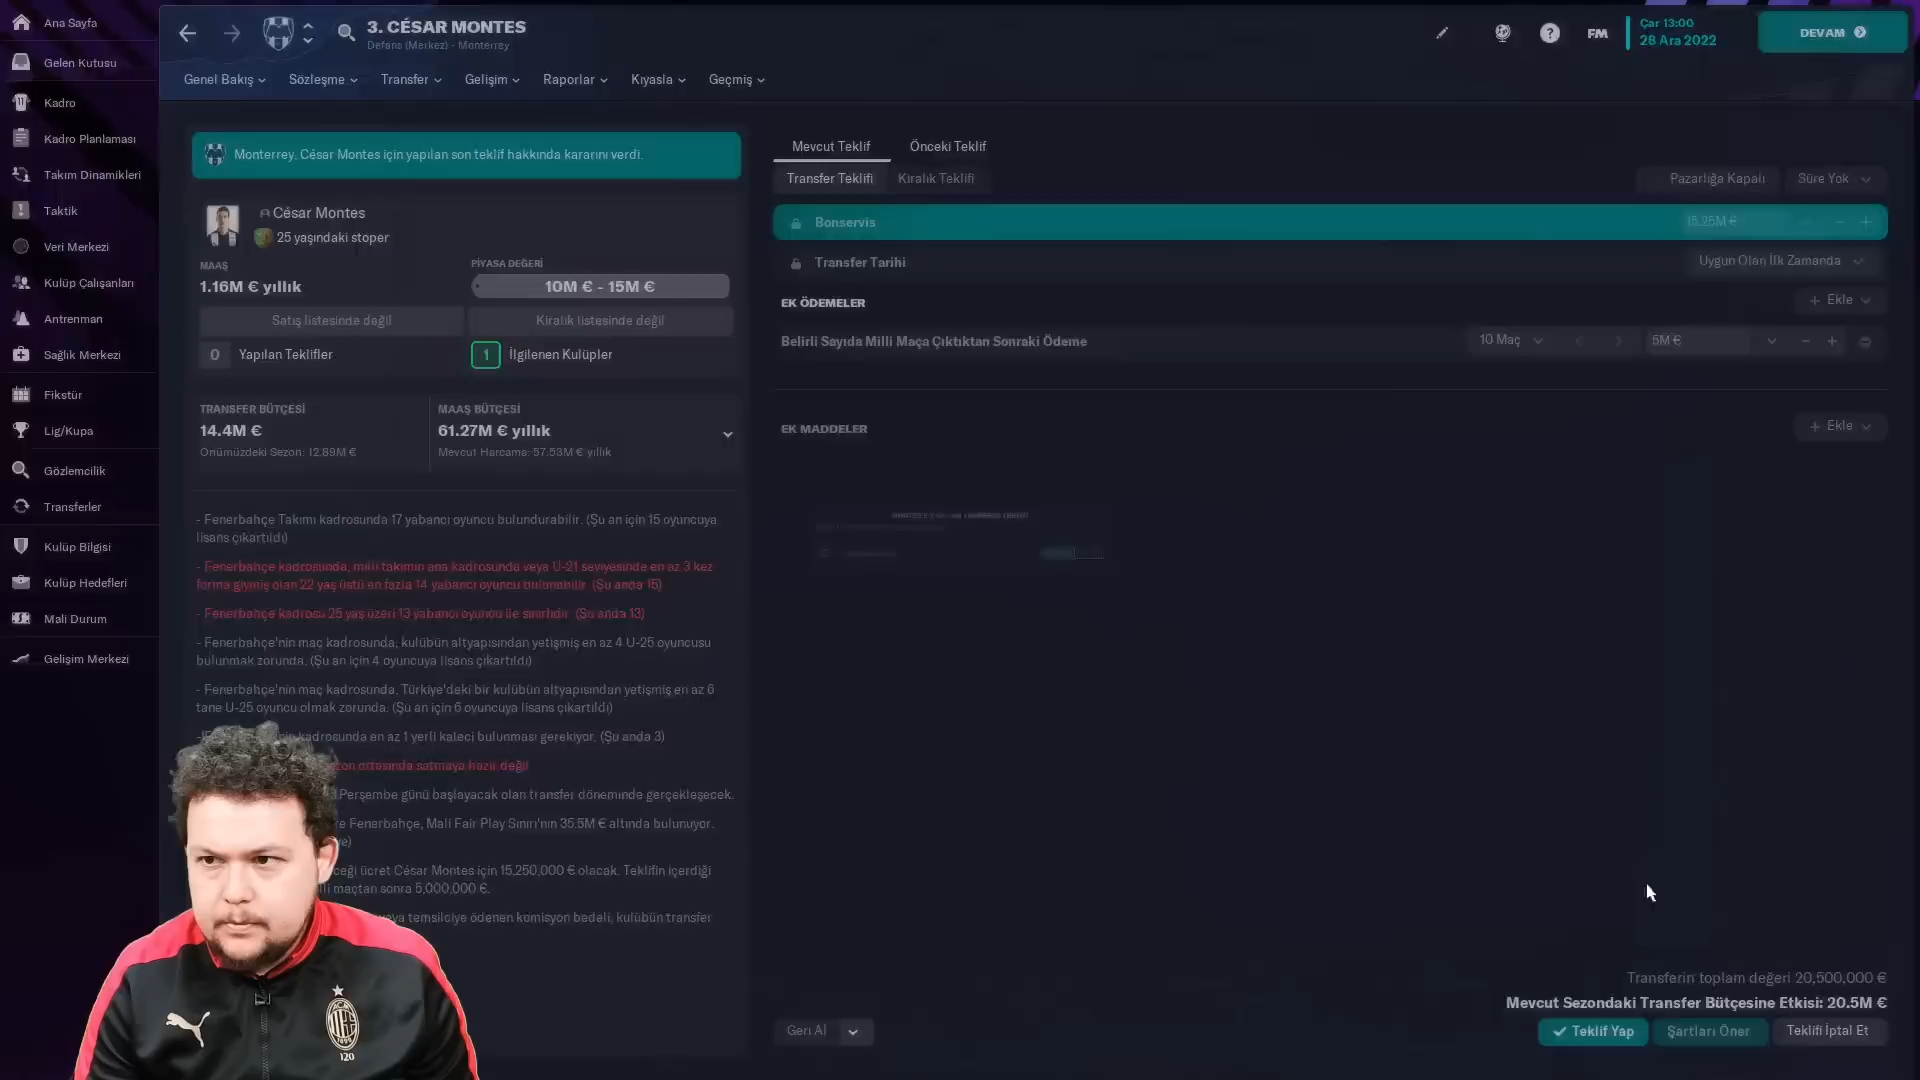 Ana Sayfa
Gelen Kutusu
Kadro
Kadro Planlaması
Takım Dinamikleri
Taktik
Veri Merkezi
Kulüp Çalışanları
Antrenman
Sağlık Merkezi
Fikstür
Lig/Kupa
Gözlemcilik
Transferler
Kulüp Bilgisi
Kulüp Hedefleri
Mali Durum
Gelişim Merkezi
3. CÉSAR MONTES
Defans (Merkez) - Monterrey
FM
Çar 13:00
28 Ara 2022
DEVAM
Genel Bakış
Sözleşme
Transfer
Gelişim
Raporlar
Kıyasla
Geçmiş
Monterrey, César Montes için yapılan son teklif hakkında kararını verdi.
César Montes
25 yaşındaki stoper
MAAŞ
1.16M € yıllık
PİYASA DEĞERİ
10M € - 15M €
Satış listesinde değil
Kiralık listesinde değil
0 Yapılan Teklifler
1 İlgilenen Kulüpler
TRANSFER BÜTÇESİ
14.4M €
Önümüzdeki Sezon: 12.89M €
MAAŞ BÜTÇESİ
61.27M € yıllık
Mevcut Harcama: 57.53M € yıllık
- Fenerbahçe Takım kadrosunda 17 yabancı oyuncu bulundurabilir. (Şu an için 15 oyuncuya
lisans çıkartıldı)
- Fenerbahçe kadrosunda, milli takımın ana kadrosunda veya U-21 seviyesinde en az 3 kez
forma giymiş olan 22 yaş üstü en fazla 14 yabancı oyuncu bulunabilir. (Şu anda 15)
- Fenerbahçe kadrosu 25 yaş üzeri 13 yabancı oyuncu ile sınırlıdır. (Şu anda 13)
- Fenerbahçe'nin maç kadrosunda, kulübün altyapısından yetişmiş en az 4 U-25 oyuncusu
bulunmak zorunda. (Şu an için 4 oyuncuya lisans çıkartıldı)
- Fenerbahçe'nin maç kadrosunda, Türkiye'deki bir kulübün altyapısından yetişmiş en az 6
tane U-25 oyuncu olmak zorunda. (Şu an için 6 oyuncuya lisans çıkartıldı)
kadrosunda en az 1 yerli kaleci bulunması gerekiyor. (Şu anda 3)
ortasında satmaya hazır değil
Perşembe günü başlayacak olan transfer döneminde gerçekleşecek.
Fenerbahçe, Mali Fair Play Sınırı'nın 35.5M € altında bulunuyor.
ücret César Montes için 15,250,000 € olacak. Teklifin içerdiği
maçtan sonra 5,000,000 €.
temsilciye ödenen komisyon bedeli, kulübün transfer
Mevcut Teklif
Önceki Teklif
Transfer Teklifi
Kiralık Teklifi
Pazarlığa Kapalı
Süre Yok
Bonservis
15.25M €
Transfer Tarihi
Uygun Olan İlk Zamanda
EK ÖDEMELER
+ Ekle
Belirli Sayıda Milli Maça Çıktıktan Sonraki Ödeme
10 Maç
5M €
EK MADDELER
+ Ekle
Transferin toplam değeri 20,500,000 €
Mevcut Sezondaki Transfer Bütçesine Etkisi: 20.5M €
Geri Al
Teklif Yap
Şartları Öner
Teklifi İptal Et
120